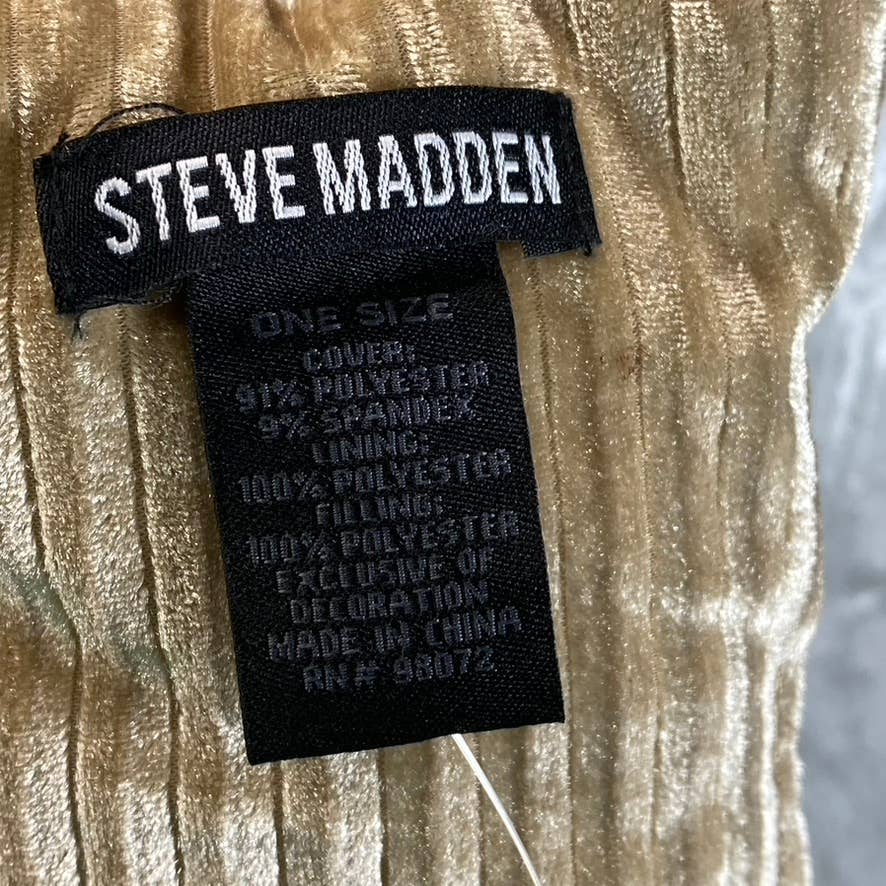 STEVE MADDEN
ONE SIZE
COVER:
91% POLYESTER
9% SPANDEX
LINING:
100% POLYESTER
FILLING:
100% POLYESTER
EXCLUSIVE OF
DECORATION
MADE IN CHINA
RN# 98072